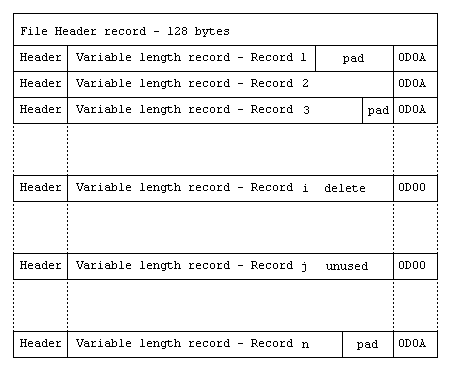 File Header record - 128 bytes
Header Variable length record - Record 1 pad 0D0A
Header Variable length record - Record 2 0D0A
Header Variable length record - Record 3 pad 0D0A
Header Variable length record - Record i delete 0D00
Header Variable length record - Record j unused 0D00
Header Variable length record - Record n pad 0D0A